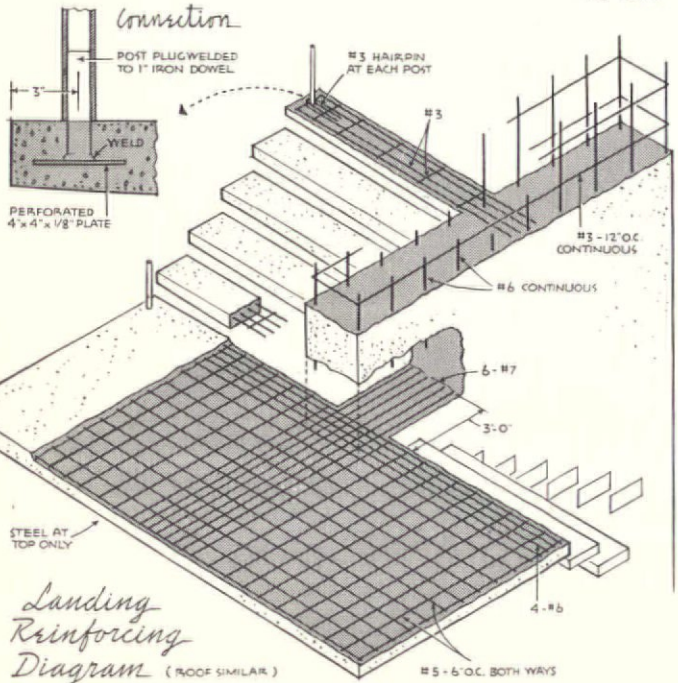 Connection
POST PLUGWELDED
TO 1" IRON DOWEL
3"
WELD
PERFORATED
4"x 4"x 1/8" PLATE
#3 HAIRPIN
AT EACH POST
#3
#3-12"O.C.
CONTINUOUS
#6 CONTINUOUS
6-#7
3'-0"
STEEL AT
TOP ONLY
4-#6
Landing
Reinforcing
Diagram (ROOF SIMILAR)
#5-6"O.C. BOTH WAYS